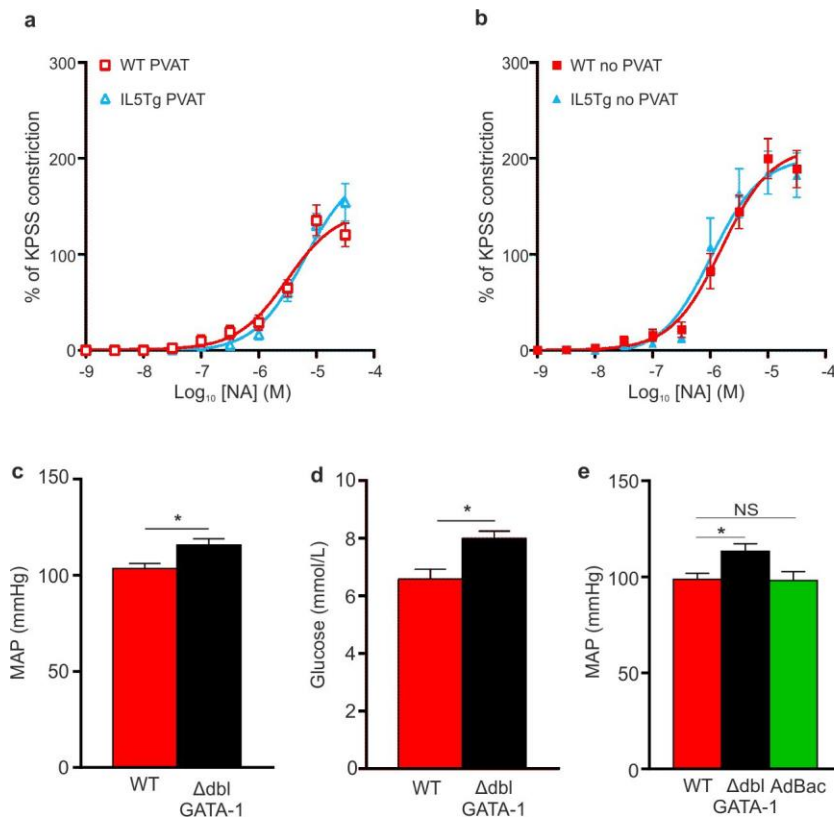 a
WT PVAT
IL5Tg PVAT
% of KPSS constriction
300
200
100
0
-9
-8
-7
-6
-5
-4
Log₁₀ [NA] (M)
b
WT no PVAT
IL5Tg no PVAT
% of KPSS constriction
300
200
100
0
-9
-8
-7
-6
-5
-4
Log₁₀ [NA] (M)
c
MAP (mmHg)
150
100
50
0
*
WT
Δdbl
GATA-1
d
Glucose (mmol/L)
10
8
6
4
2
0
*
WT
Δdbl
GATA-1
e
MAP (mmHg)
150
100
50
0
NS
*
WT
Δdbl
GATA-1
AdBac